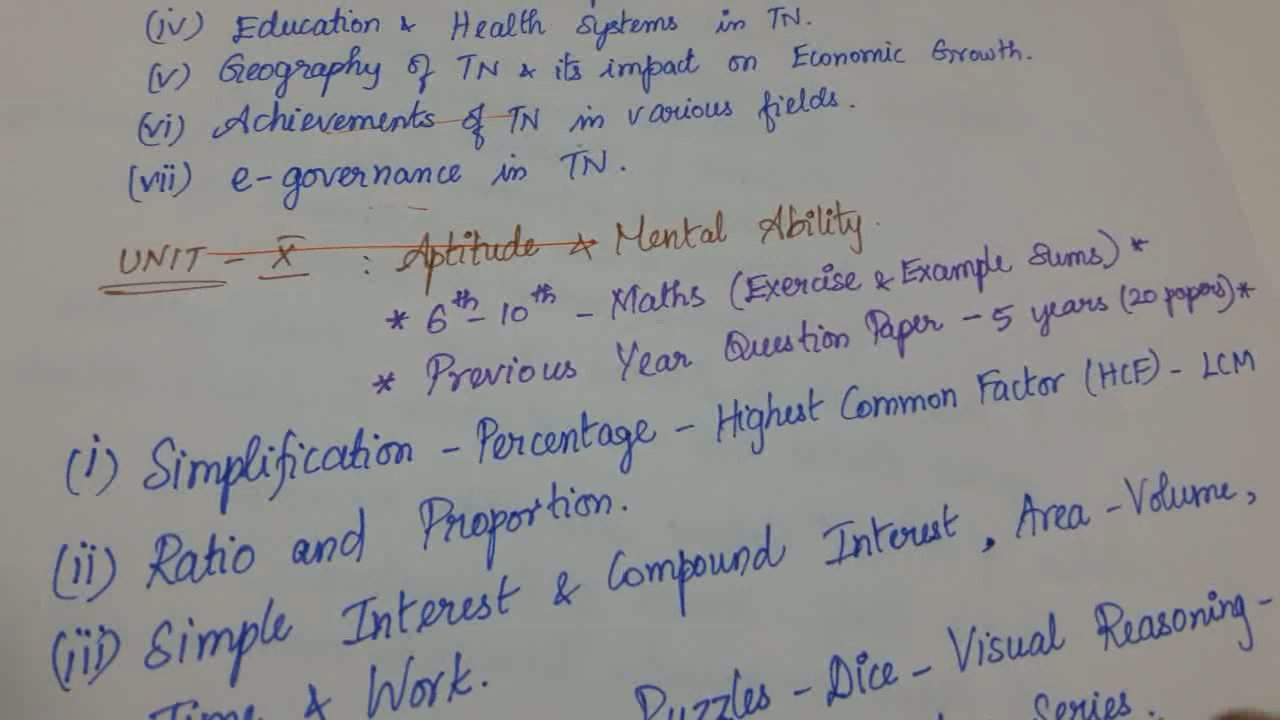 (iv) Education & Health Systems in TN.
(v) Geography of TN & its impact on Economic Growth.
(vi) Achievements of TN in various fields.
(vii) e-governance in TN.
UNIT - X : Aptitude & Mental Ability.
* 6th - 10th - Maths (Exercise & Example Sums) *
* Previous Year Question Paper - 5 years (20 papers) *
(i) Simplification - Percentage - Highest Common Factor (HCF) - LCM
(ii) Ratio and Proportion.
(iii) Simple Interest & Compound Interest, Area - Volume,
Time & Work.
Puzzles - Dice - Visual Reasoning -
Series.